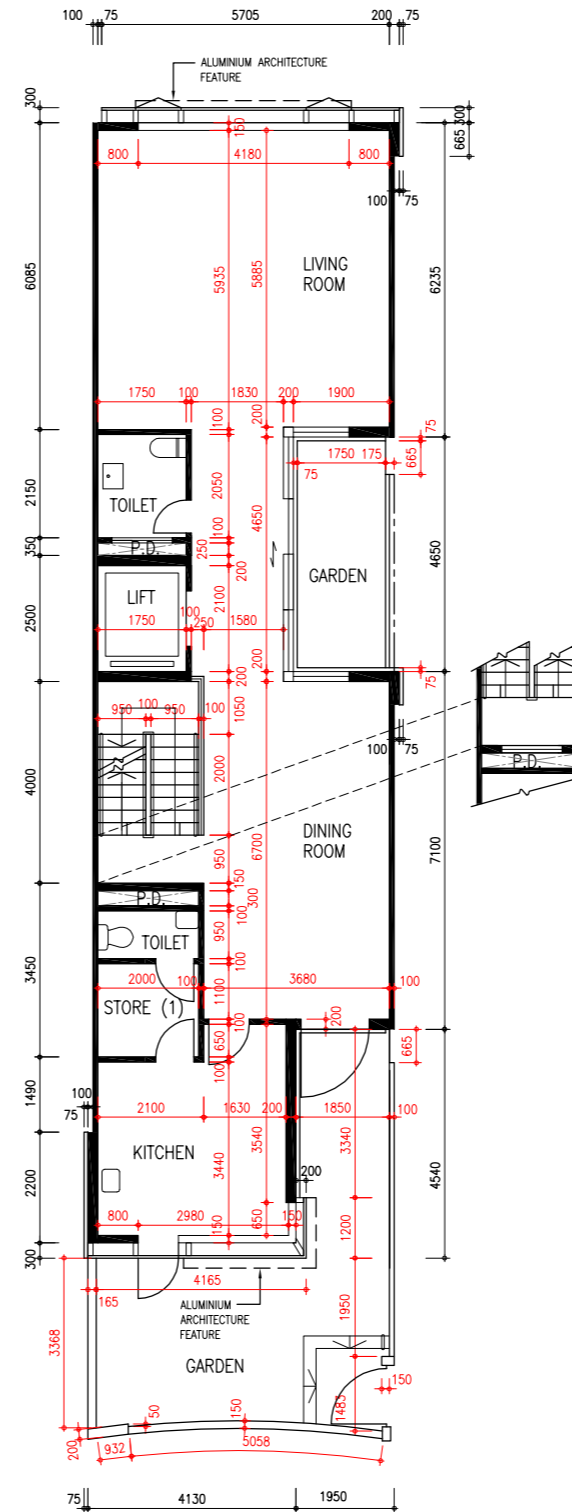 100 75 5705 200 75
ALUMINIUM ARCHITECTURE
FEATURE
300
300
665
150
800 4180 800
100 75
6085
5935
5885
6235
LIVING
ROOM
1750 100 1830 200 1900
100
200
75
665
1750 175
75
2150
2050
4650
4650
TOILET
100
350
P.D.
250
200
GARDEN
LIFT
2500
2100
1750 100 250 1580
200
200
75
950 100 950 100
1050
100 75
P.D.
4000
2000
6700
7100
DINING
ROOM
950
150
P.D.
300
100
TOILET
950
3450
100
2000 100 3680 100
STORE (1)
1100
200
650
100
665
100
1490
100
75
2100 1630 200 1850 100
KITCHEN
3440
3540
3340
4540
200
2200
800 2980 150
650
150
1200
300
4165
165
ALUMINIUM
ARCHITECTURE
FEATURE
1950
3368
GARDEN
150
1483
50
150
200
932 5058
75 4130 1950